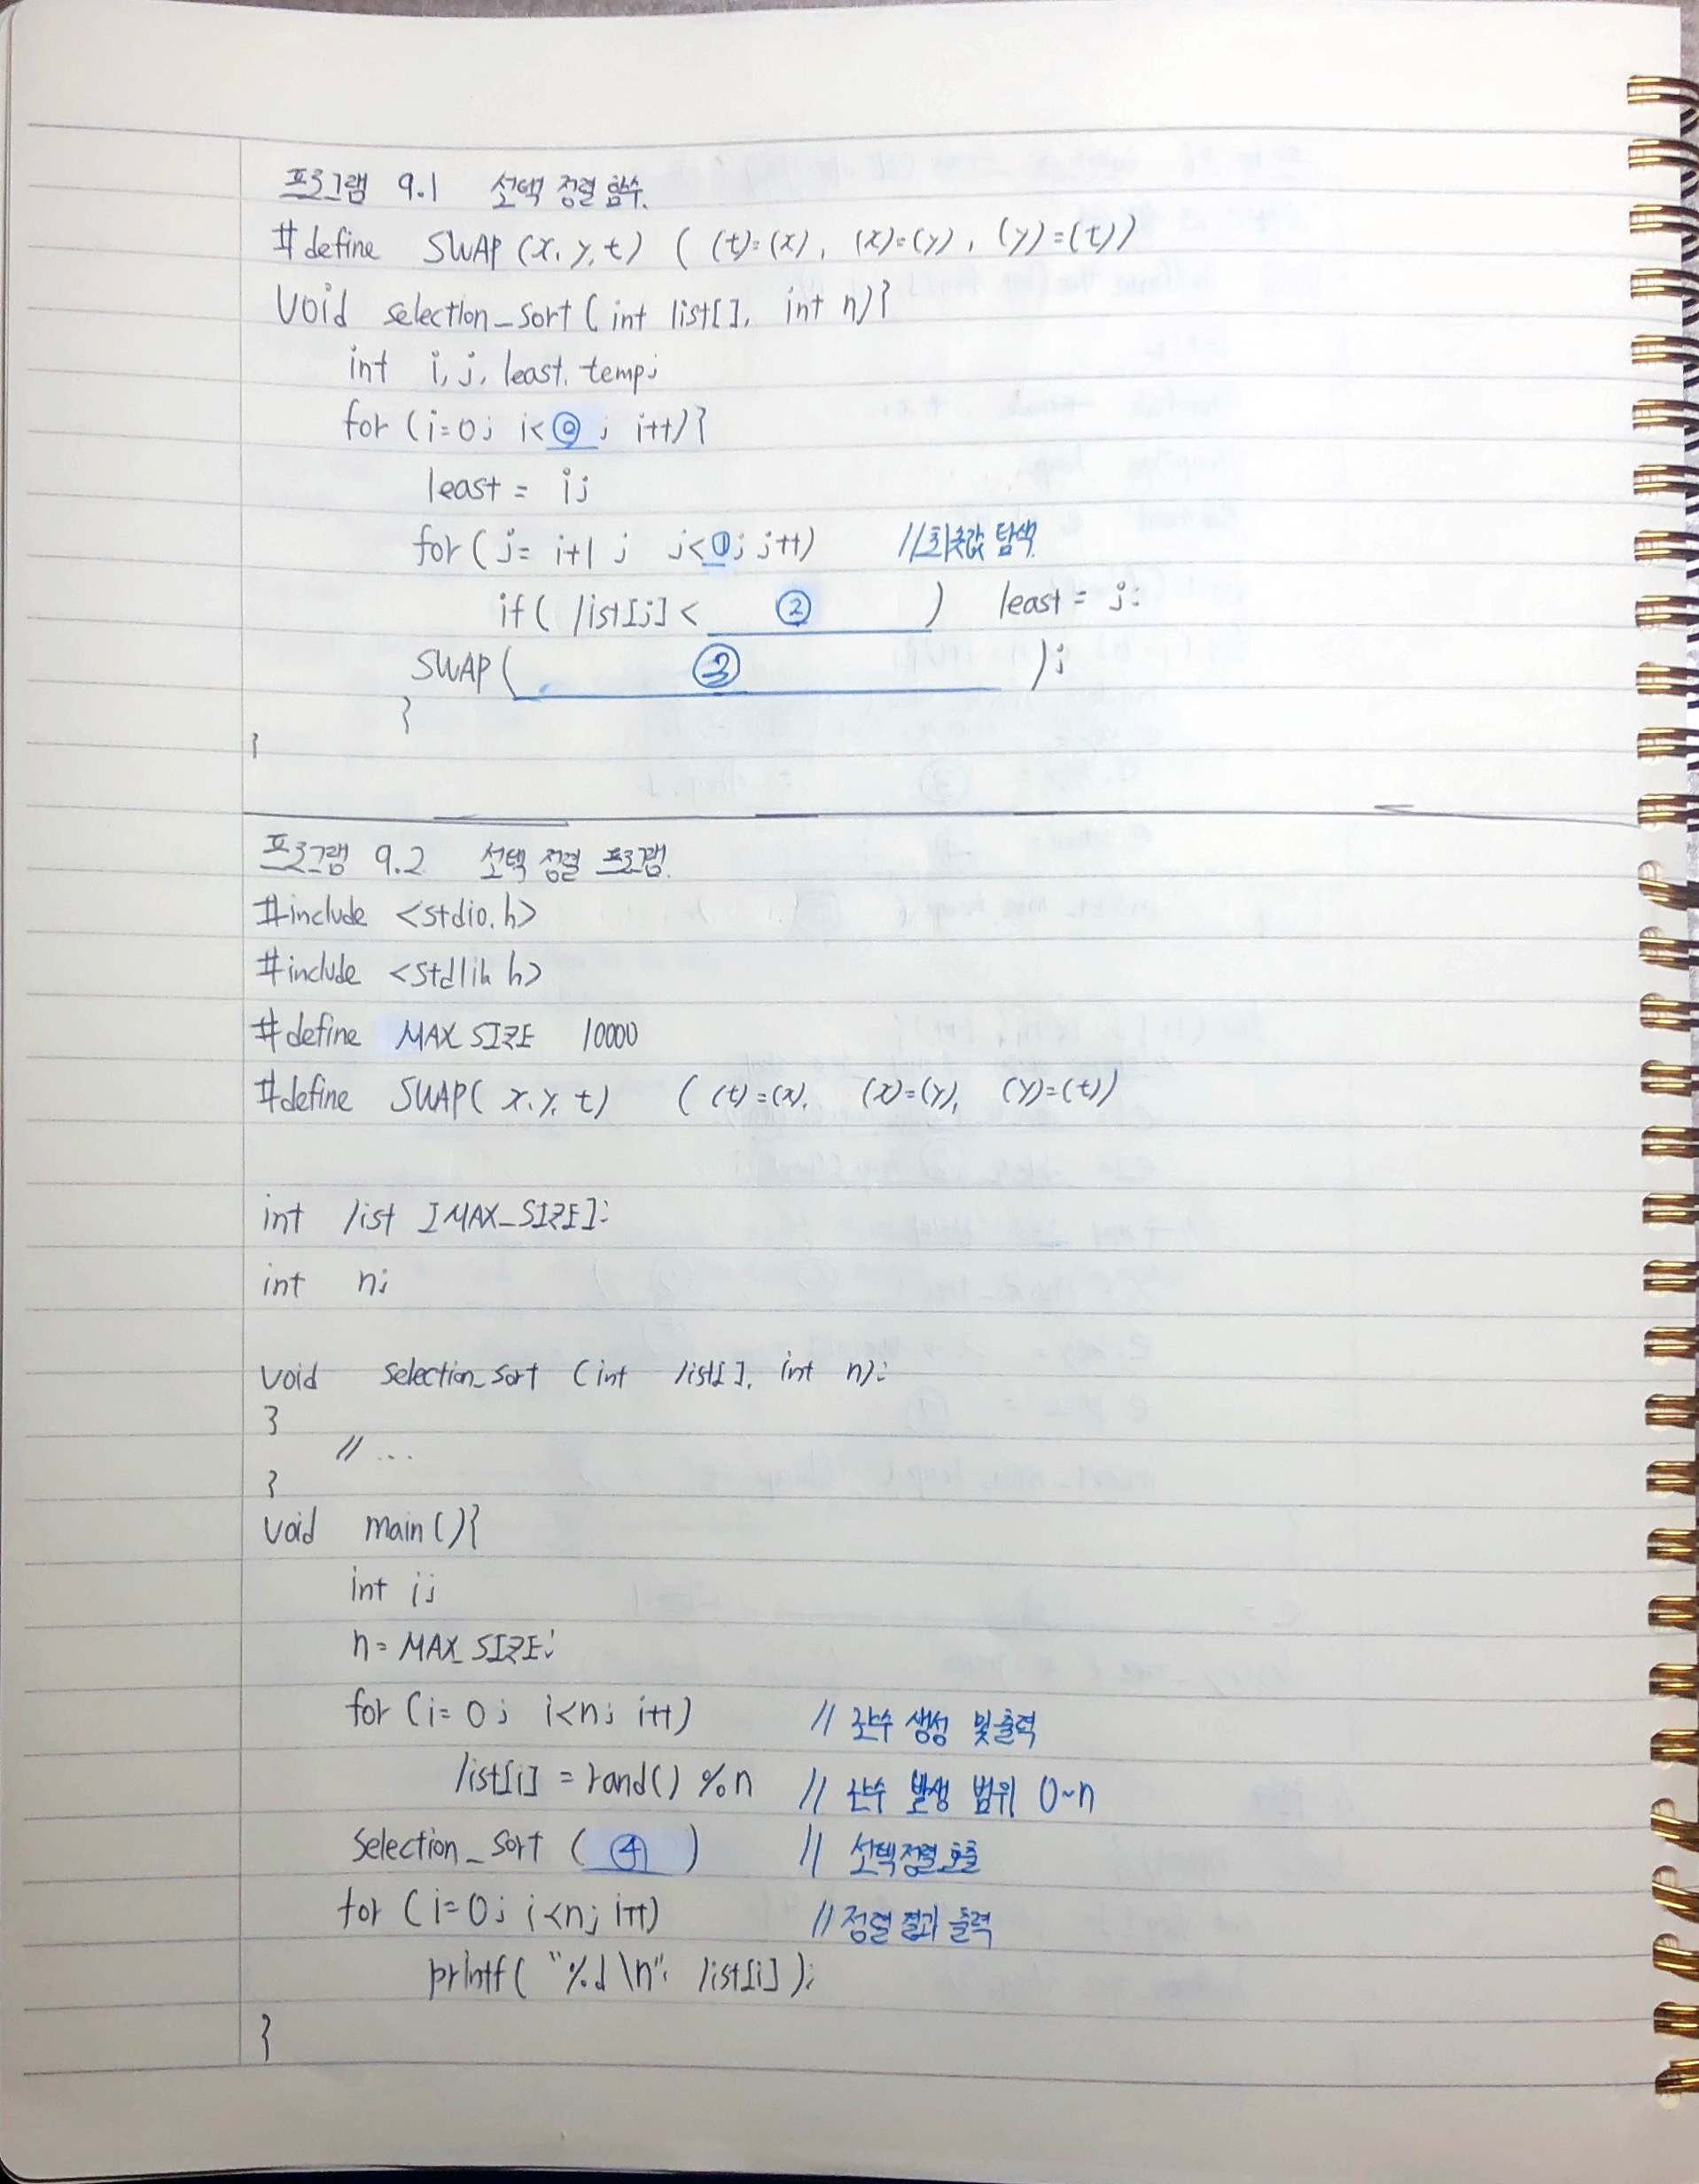 프로그램 9.1 선택 정렬 함수.
#define SWAP (x, y, t) ( (t)=(x), (x)=(y), (y)=(t))
void selection_sort (int list[], int n){
int i, j, least, temp;
for (i=0; i<⓪; i++){
least = i;
for (j= i+1; j<①; j++) //최솟값 탐색
if( list[j] < ② ) least = j;
SWAP( ③ );
}
}
프로그램 9.2 선택 정렬 프로그램.
#include <stdio.h>
#include <stdlib.h>
#define MAX_SIZE 10000
#define SWAP( x, y, t) ( (t)=(x), (x)=(y), (y)=(t))
int list [MAX_SIZE];
int n;
void selection_sort (int list[], int n);
}
// ...
}
void main(){
int i;
n= MAX_SIZE;
for (i= 0; i<n; i++) // 난수 생성 및 출력
list[i] = rand() %n // 난수 발생 범위 0~n
Selection_sort ( ④ ) // 선택정렬 호출
for (i=0; i<n; i++) //정렬 결과 출력
printf( "%d\n", list[i] );
}